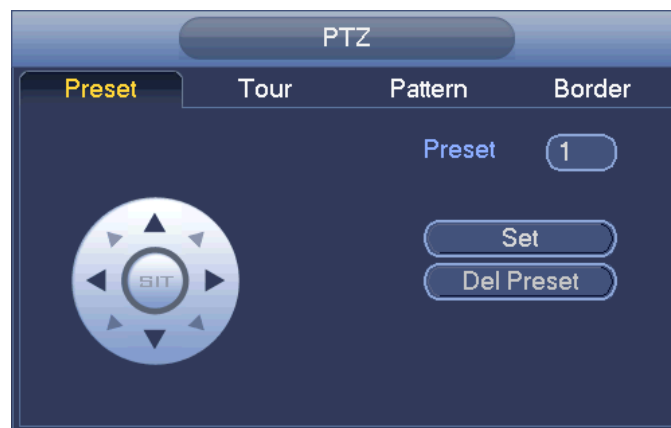 PTZ
Preset Tour Pattern Border
Preset 1
SIT
Set
Del Preset